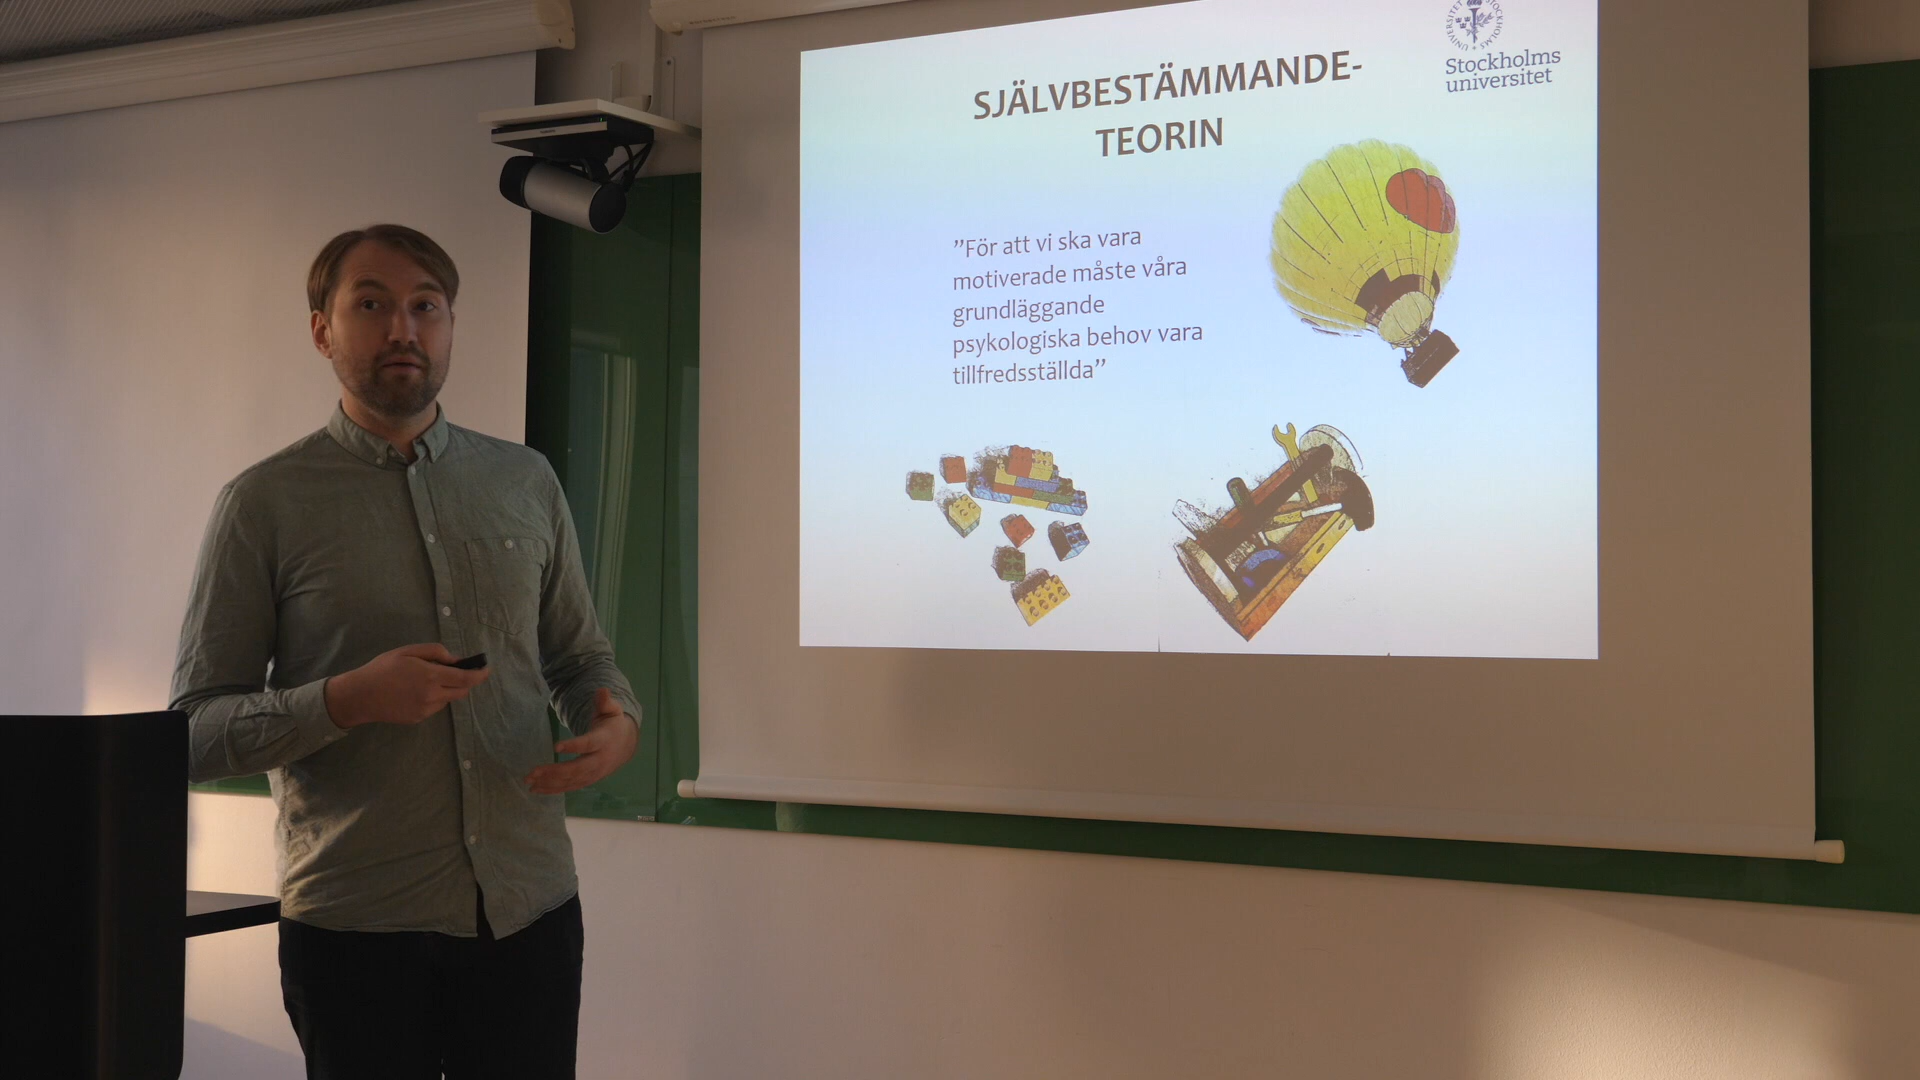 SJÄLVBESTÄMMANDE-
TEORIN
Stockholms
universitet
”För att vi ska vara
motiverade måste våra
grundläggande
psykologiska behov vara
tillfredsställda”